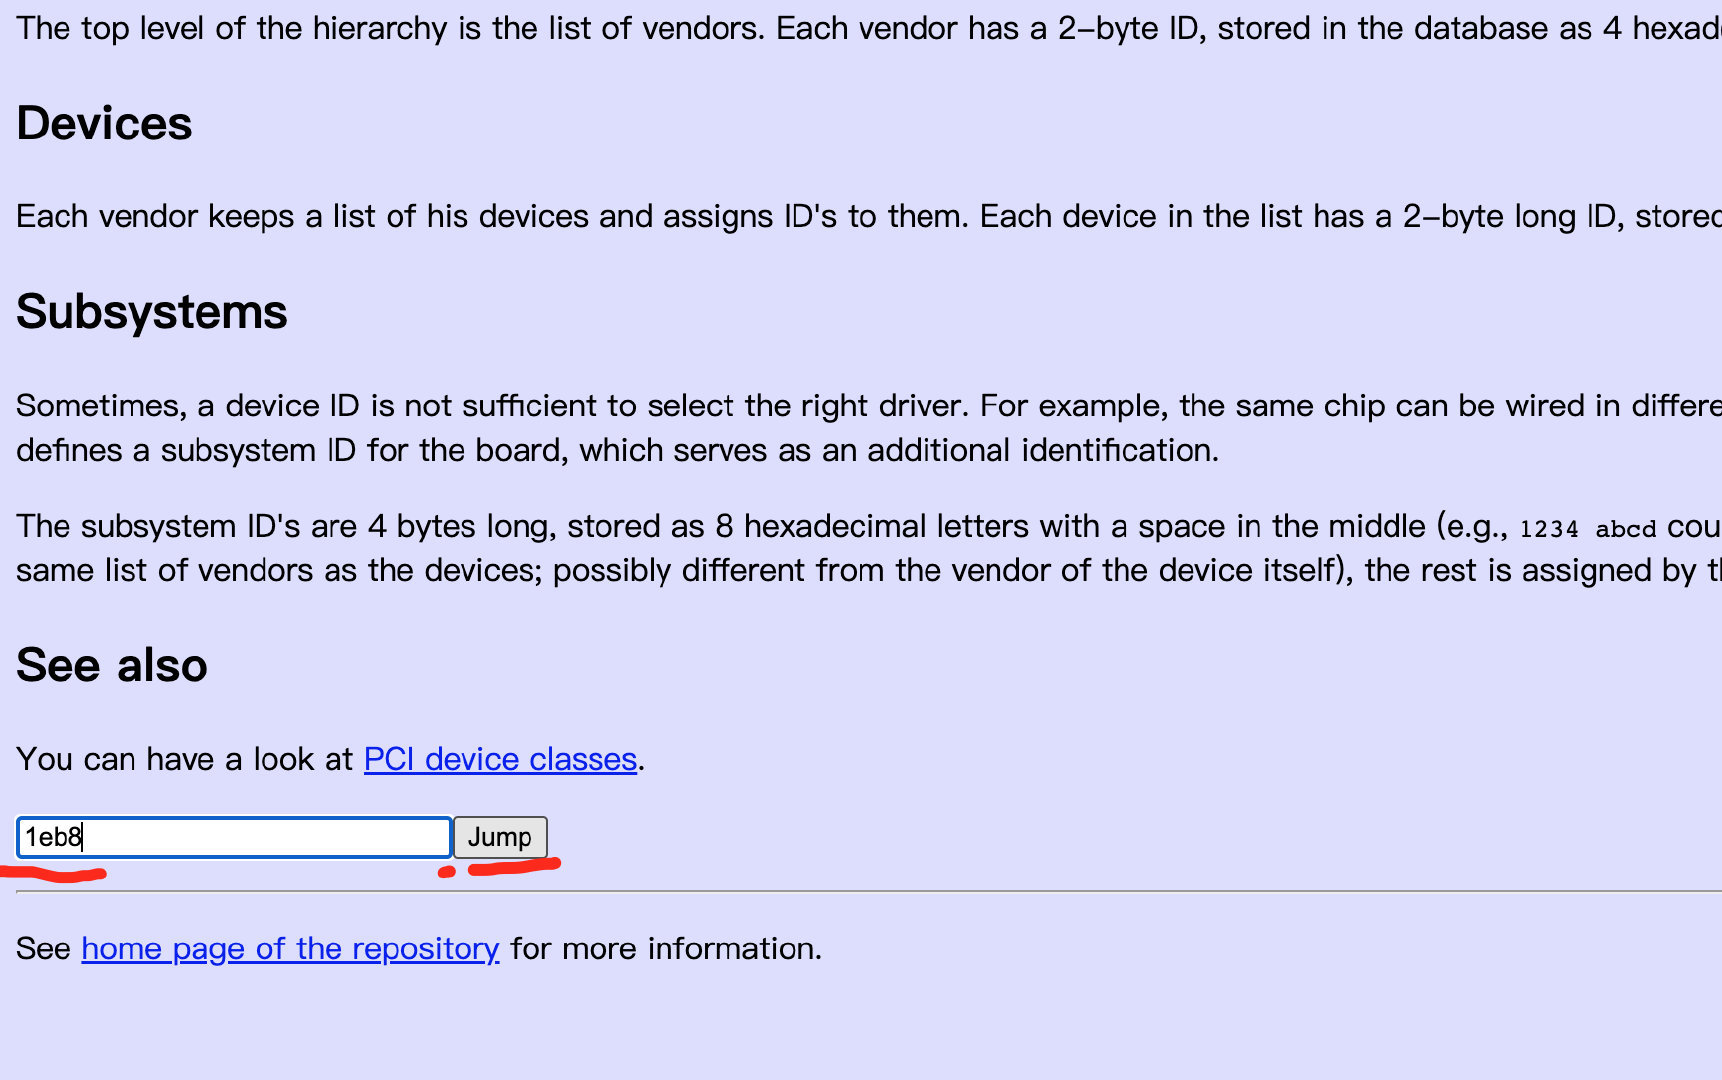 The top level of the hierarchy is the list of vendors. Each vendor has a 2–byte ID, stored in the database as 4
Devices
Each vendor keeps a list of his devices and assigns ID's to them. Each device in the list has a 2–byte long ID, stored
Subsystems
Sometimes, a device ID is not sufficient to select the right driver. For example, the same chip can be wired in
defines a subsystem ID for the board, which serves as an additional identification.
The subsystem ID's are 4 bytes long, stored as 8 hexadecimal letters with a space in the middle (e.g., 1234 abcd
same list of vendors as the devices; possibly different from the vendor of the device itself), the rest is assigned by
See also
You can have a look at PCI device classes.
1eb8 Jump
See home page of the repository for more information.